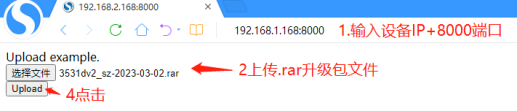 192.168.2.168:8000
192.168.1.168:8000 1.输入设备IP+8000端口
Upload example.
选择文件 3531dv2_sz-2023-03-02.rar 2上传.rar升级包文件
Upload
4点击